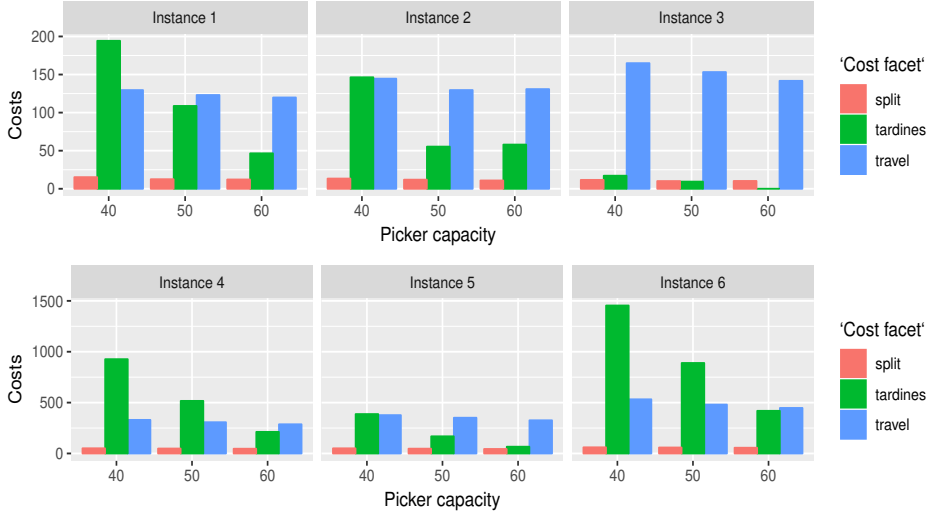 Instance 1 Instance 2 Instance 3
Costs
200
150
100
50
0
40 50 60 40 50 60 40 50 60
Picker capacity
‘Cost facet‘
split
tardines
travel
Instance 4 Instance 5 Instance 6
Costs
1500
1000
500
0
40 50 60 40 50 60 40 50 60
Picker capacity
‘Cost facet‘
split
tardines
travel